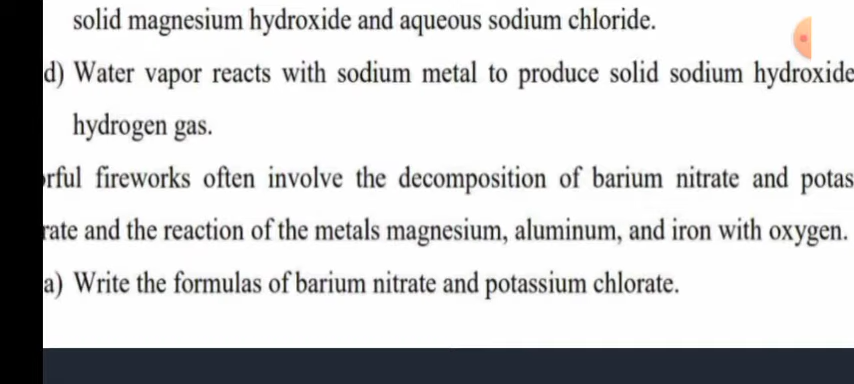 solid magnesium hydroxide and aqueous sodium chloride.
d) Water vapor reacts with sodium metal to produce solid sodium hydroxide
hydrogen gas.
rful fireworks often involve the decomposition of barium nitrate and potas
rate and the reaction of the metals magnesium, aluminum, and iron with oxygen.
a) Write the formulas of barium nitrate and potassium chlorate.